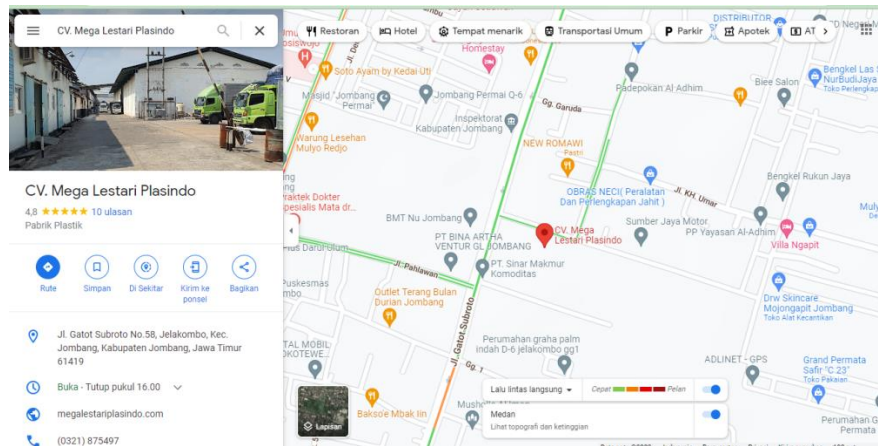 CV. Mega Lestari Plasindo
CV. Mega Lestari Plasindo
4,8
10 ulasan
Pabrik Plastik
Rute
Simpan
Di Sekitar
Kirim ke
ponsel
Bagikan
Jl. Gatot Subroto No.58, Jelakombo, Kec.
Jombang, Kabupaten Jombang, Jawa Timur
61419
Buka · Tutup pukul 16.00
megalestariplasindo.com
(0321) 875497
Restoran
Hotel
Tempat menarik
Transportasi Umum
Parkir
Apotek
DISTRIBUTOR
Homestay
Soto Ayam by Kedai Uti
Masjid "Jombang
Permai"
Jombang Permai Q-6
Padepokan Al Adhim
Biee Salon
Bengkel Las
NurBudiJaya
Toko Perlengkap
Gg. Garuda
Inspektorat
Kabupaten Jombang
Warung Lesehan
Mulyo Redjo
NEW ROMAWI
Pastri
Bengkel Rukun Jaya
OBRAS NECI( Peralatan
Dan Perlengkapan Jahit )
Jl. KH. Umar
raktek Dokter
pesialis Mata dr...
BMT Nu Jombang
CV. Mega
Lestari Plasindo
Sumber Jaya Motor
PP Yayasan Al-Adhim
Villa Ngapit
PT BINA ARTHA
VENTUR GL JOMBANG
Jl. Pahlawan
PT. Sinar Makmur
Komoditas
Puskesmas
Outlet Terang Bulan
Durian Jombang
Drw Skincare
Mojongapit Jombang
Toko Alat Kecantikan
Jl. Gatot Subroto
Perumahan graha palm
indah D-6 jelakombo gg1
ADLINET - GPS
Grand Permata
Safir "C 23"
Toko Pakaian
Gg. 1
Bakso'e Mbak Iin
Lapisan
Lalu lintas langsung
Cepat
Pelan
Medan
Lihat topografi dan ketinggian
Perumahan G
Permata